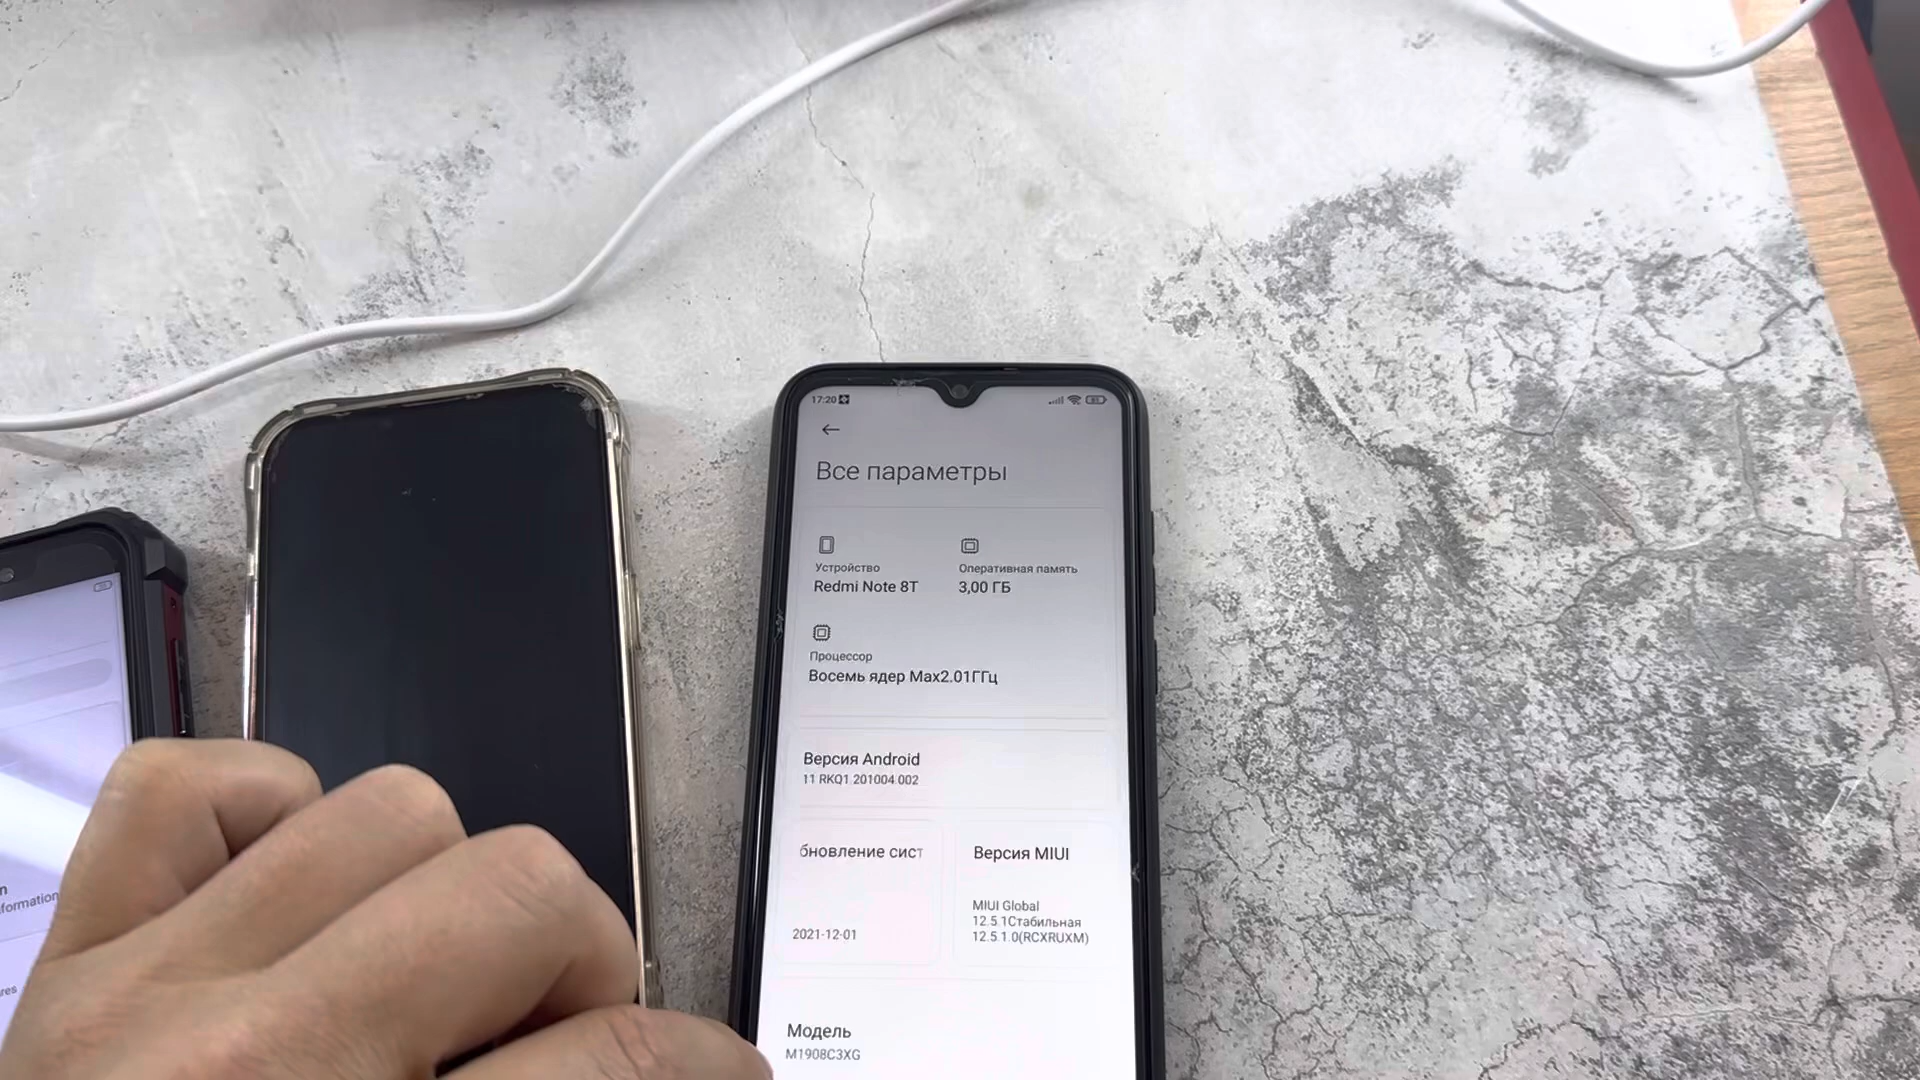 17:20
Все параметры
Устройство
Redmi Note 8T
Оперативная память
3,00 ГБ
Процессор
Восемь ядер Max2.01ГГц
Версия Android
11 RKQ1.201004.002
бновление сист
2021-12-01
Версия MIUI
MIUI Global
12.5.1Стабильная
12.5.1.0(RCXRUXM)
Модель
M1908C3XG
n
formation
res